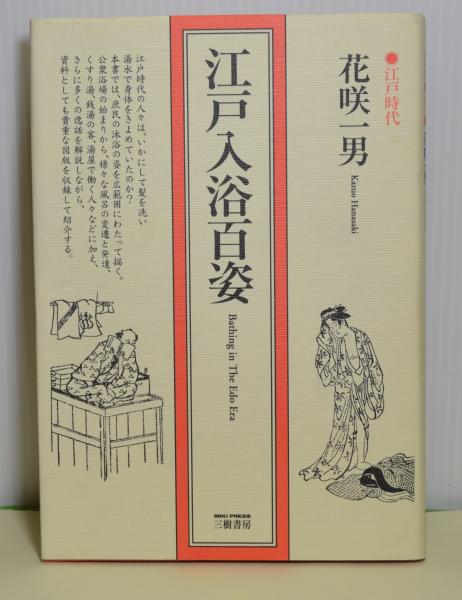 ●江戸時代
花咲一男
Kazuo Hanasaki
江戸入浴百姿
Bathing in The Edo Era
江戸時代の人々は、いかにして髪を洗い
湯水で身体をきよめていたのか?
本書では、庶民の沐浴の姿を広範囲にわたって描く。
公衆浴場の始まりから、様々な風呂の変遷と発達、
くすり湯、銭湯の客、湯屋で働く人々などに加え、
さらに多くの逸話を解説しながら、
資料としても貴重な図版を収録して紹介する。
MIKI PRESS
三樹書房